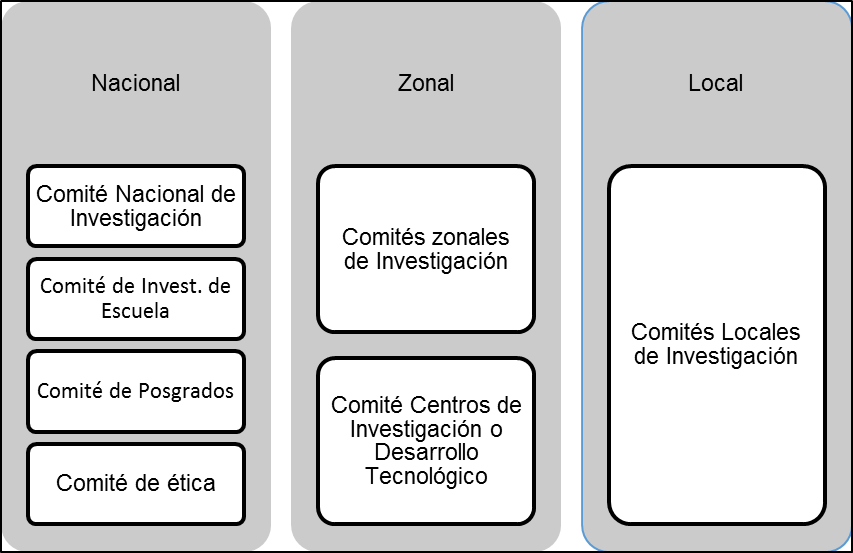 Nacional
Comité Nacional de
Investigación
Comité de Invest. de
Escuela
Comité de Posgrados
Comité de ética
Zonal
Comités zonales
de Investigación
Comité Centros de
Investigación o
Desarrollo
Tecnológico
Local
Comités Locales
de Investigación